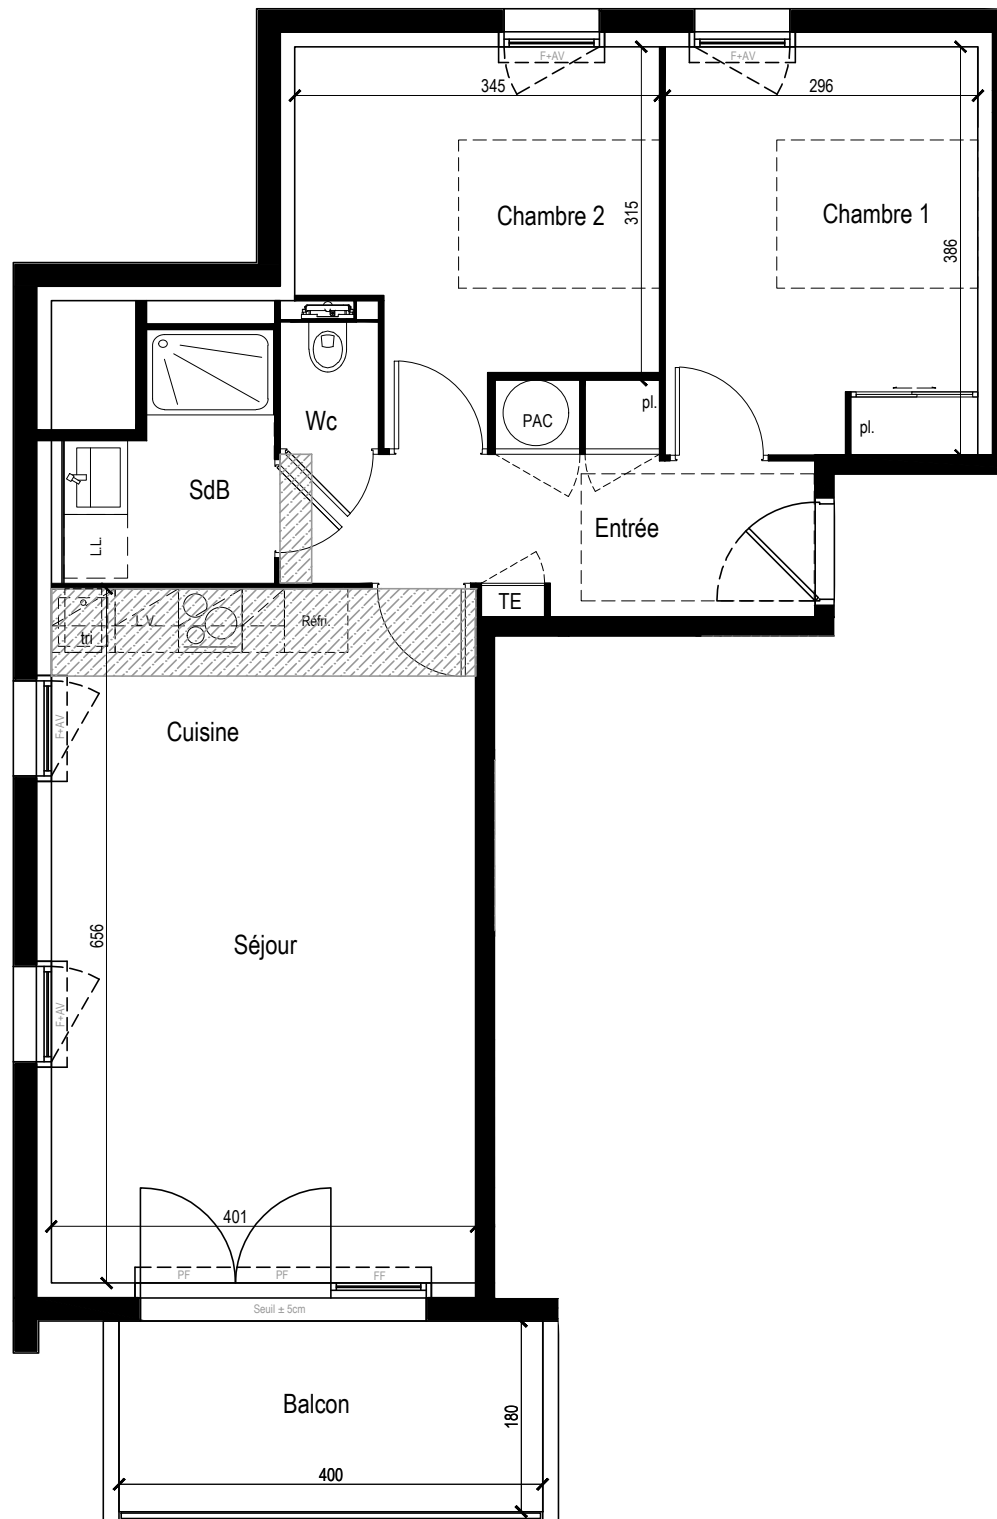 F+AV
F+AV
345
296
Chambre 2
315
Chambre 1
386
pl.
PAC
Wc
pl.
SdB
Entrée
L.L.
TE
tri
L.V.
Réfri.
F+AV
Cuisine
656
Séjour
F+AV
401
PF
PF
FF
Seuil ± 5cm
Balcon
180
400